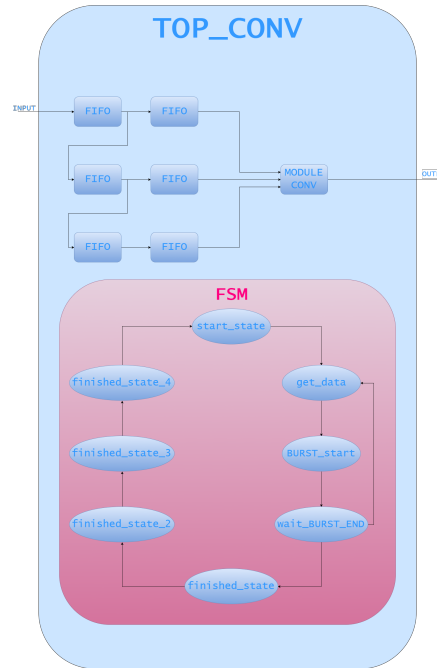 TOP_CONV
INPUT
FIFO
FIFO
FIFO
FIFO
MODULE
CONV
FIFO
FIFO
FSM
start_state
finished_state_4
get_data
finished_state_3
BURST_start
finished_state_2
wait_BURST_END
finished_state